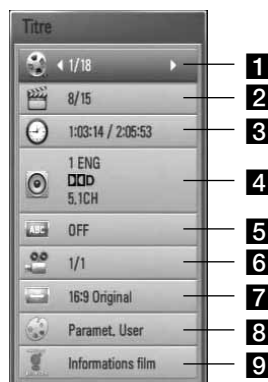 Titre
1/18 1
8/15 2
1:03:14 / 2:05:53 3
1 ENG
DD D 4
5.1CH
ABC OFF 5
1/1 6
16:9 Original 7
Paramet. User 8
Informations film 9